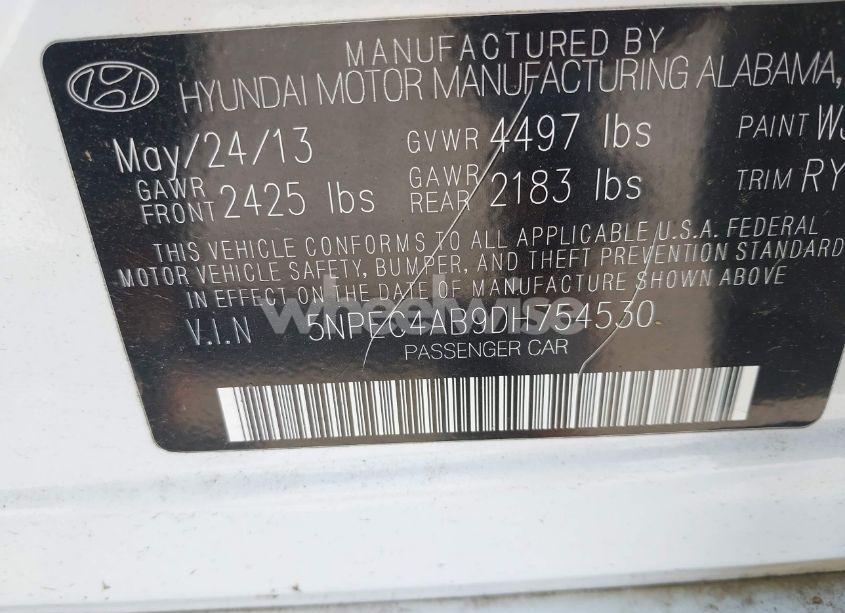 MANUFACTURED BY
HYUNDAI MOTOR MANUFACTURING ALABAMA,
May/24/13 GVWR 4497 lbs PAINT
GAWR FRONT 2425 lbs GAWR REAR 2183 lbs TRIM RY
THIS VEHICLE CONFORMS TO ALL APPLICABLE U.S.A. FEDERAL
MOTOR VEHICLE SAFETY, BUMPER, AND THEFT PREVENTION STANDARD
IN EFFECT ON THE DATE OF MANUFACTURE SHOWN ABOVE
wheelwise
V.I.N 5NPEC4AB9DH754530
PASSENGER CAR